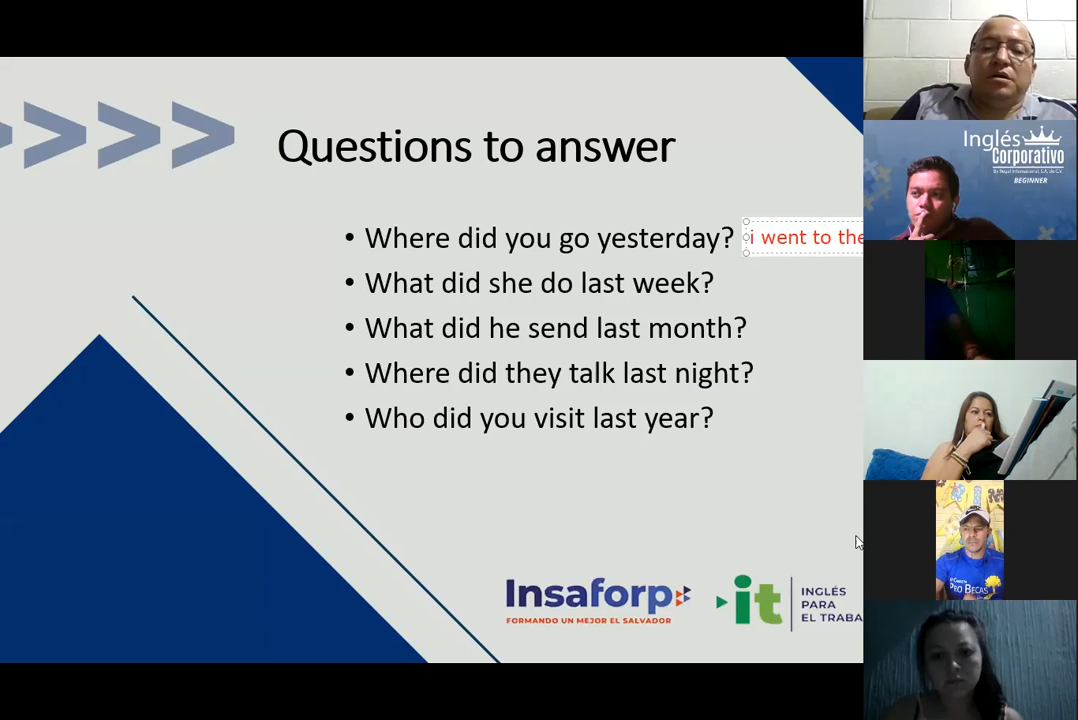 Questions to answer
• Where did you go yesterday? i went to the
• What did she do last week?
• What did he send last month?
• Where did they talk last night?
• Who did you visit last year?
Insaforp
FORMANDO UN MEJOR EL SALVADOR
it
INGLÉS
PARA
EL TRABA
Inglés
Corporativo
BEGINNER
PRO BECAS